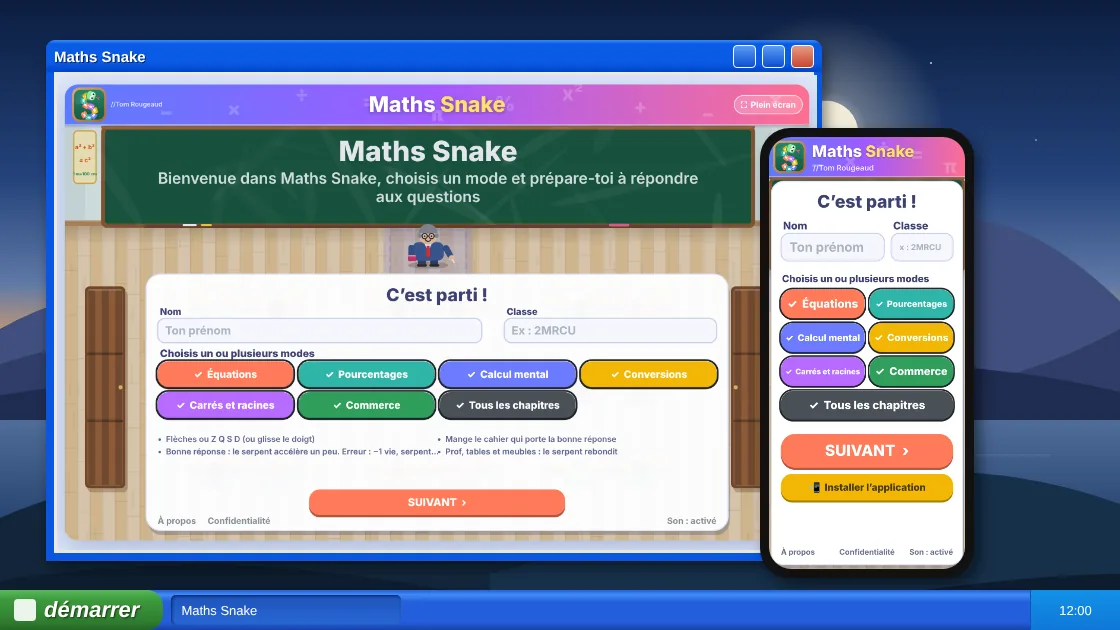 Maths Snake
//Tom Rougeaud
Maths Snake
Plein écran
a² + b²
= c²
Maths Snake
Bienvenue dans Maths Snake, choisis un mode et prépare-toi à répondre
aux questions
C'est parti !
Nom
Classe
Ton prénom
Ex : 2MRCU
Choisis un ou plusieurs modes
✓ Équations
✓ Pourcentages
✓ Calcul mental
✓ Conversions
✓ Carrés et racines
✓ Commerce
✓ Tous les chapitres
• Flèches ou Z Q S D (ou glisse le doigt)
• Mange le cahier qui porte la bonne réponse
• Bonne réponse : le serpent accélère un peu. Erreur : −1 vie, serpent…
• Prof, tables et meubles : le serpent rebondit
SUIVANT ›
À propos
Confidentialité
Son : activé
Maths Snake
//Tom Rougeaud
C'est parti !
Nom
Classe
Ton prénom
x : 2MRCU
Choisis un ou plusieurs modes
✓ Équations
✓ Pourcentages
✓ Calcul mental
✓ Conversions
✓ Carrés et racines
✓ Commerce
✓ Tous les chapitres
SUIVANT ›
Installer l'application
À propos
Confidentialité
Son : activé
démarrer
Maths Snake
12:00